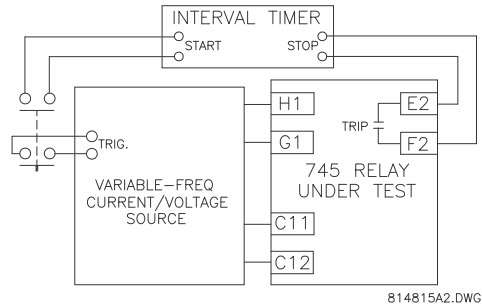 INTERVAL TIMER
START
STOP
H1
G1
C11
C12
E2
F2
TRIP
TRIG.
745 RELAY
UNDER TEST
VARIABLE-FREQ
CURRENT/VOLTAGE
SOURCE
814815A2.DWG